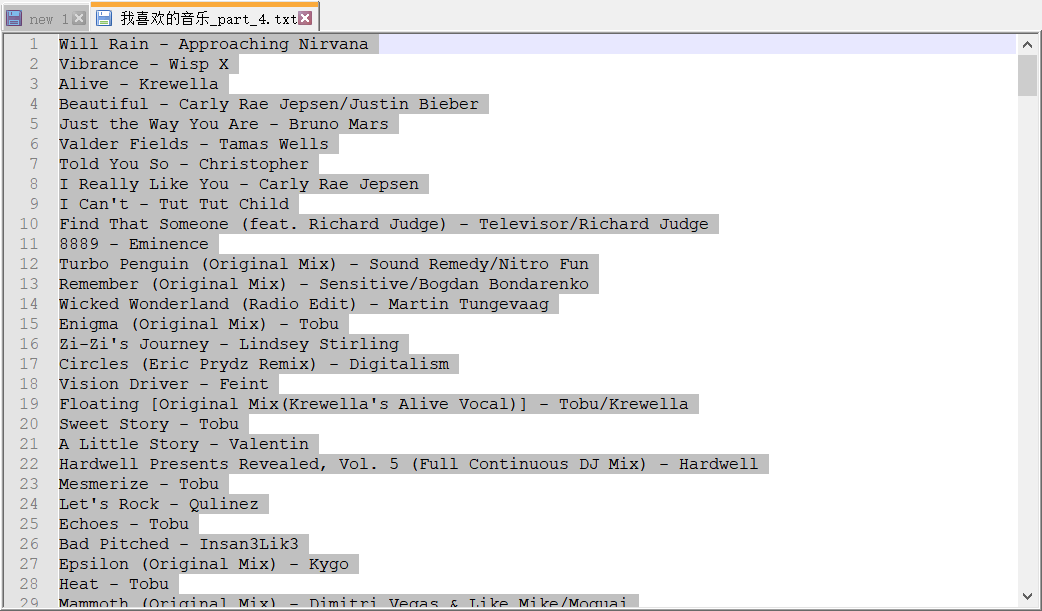 new 1
我喜欢的音乐_part_4.txt
1 Will Rain - Approaching Nirvana
2 Vibrance - Wisp X
3 Alive - Krewella
4 Beautiful - Carly Rae Jepsen/Justin Bieber
5 Just the Way You Are - Bruno Mars
6 Valder Fields - Tamas Wells
7 Told You So - Christopher
8 I Really Like You - Carly Rae Jepsen
9 I Can't - Tut Tut Child
10 Find That Someone (feat. Richard Judge) - Televisor/Richard Judge
11 8889 - Eminence
12 Turbo Penguin (Original Mix) - Sound Remedy/Nitro Fun
13 Remember (Original Mix) - Sensitive/Bogdan Bondarenko
14 Wicked Wonderland (Radio Edit) - Martin Tungevaag
15 Enigma (Original Mix) - Tobu
16 Zi-Zi's Journey - Lindsey Stirling
17 Circles (Eric Prydz Remix) - Digitalism
18 Vision Driver - Feint
19 Floating [Original Mix(Krewella's Alive Vocal)] - Tobu/Krewella
20 Sweet Story - Tobu
21 A Little Story - Valentin
22 Hardwell Presents Revealed, Vol. 5 (Full Continuous DJ Mix) - Hardwell
23 Mesmerize - Tobu
24 Let's Rock - Qulinez
25 Echoes - Tobu
26 Bad Pitched - Insan3Lik3
27 Epsilon (Original Mix) - Kygo
28 Heat - Tobu
29 Mammoth (Original Mix) - Dimitri Vegas & Like Mike/Moguai